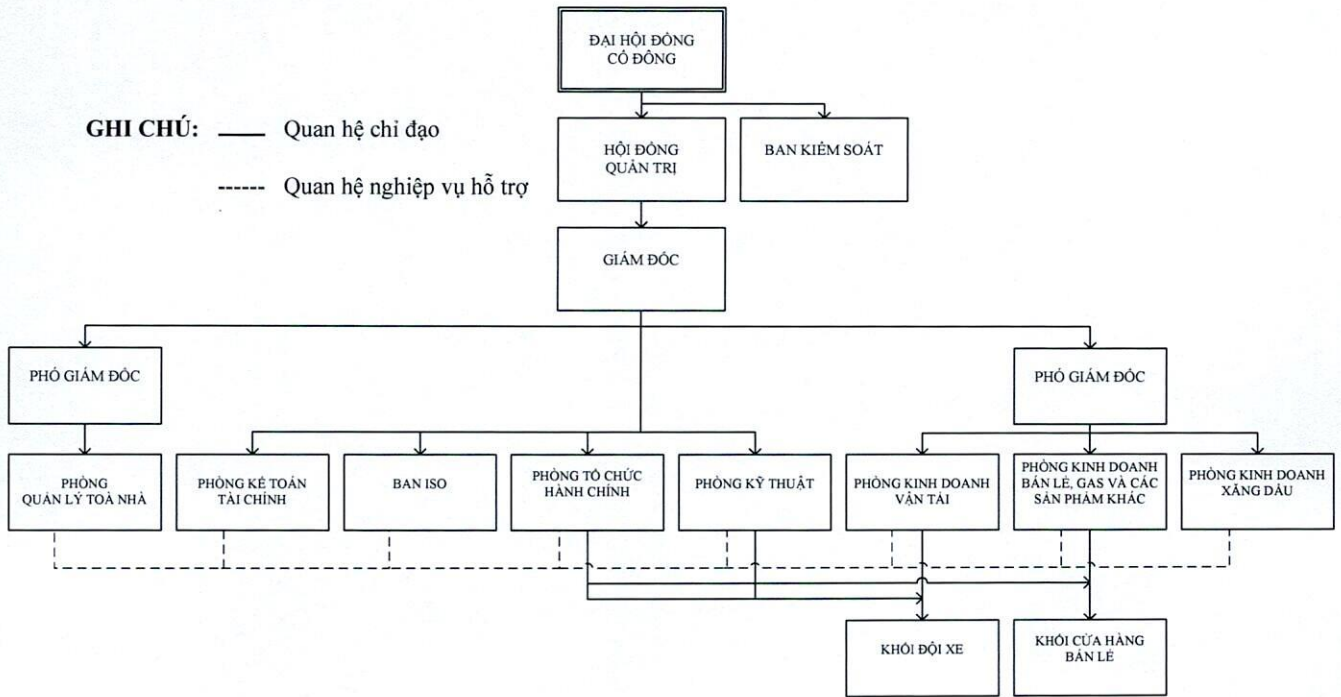 ĐẠI HỘI ĐỒNG
CỔ ĐÔNG
GHI CHÚ:
Quan hệ chỉ đạo
Quan hệ nghiệp vụ hỗ trợ
HỘI ĐỒNG
QUẢN TRỊ
BAN KIỂM SOÁT
GIÁM ĐỐC
PHÓ GIÁM ĐỐC
PHÓ GIÁM ĐỐC
PHÒNG
QUẢN LÝ TOÀ NHÀ
PHÒNG KẾ TOÁN
TÀI CHÍNH
BAN ISO
PHÒNG TỔ CHỨC
HÀNH CHÍNH
PHÒNG KỸ THUẬT
PHÒNG KINH DOANH
VẬN TẢI
PHÒNG KINH DOANH
BÁN LẺ, GAS VÀ CÁC
SẢN PHẨM KHÁC
PHÒNG KINH DOANH
XĂNG DẦU
KHỐI ĐỘI XE
KHỐI CỬA HÀNG
BÁN LẺ